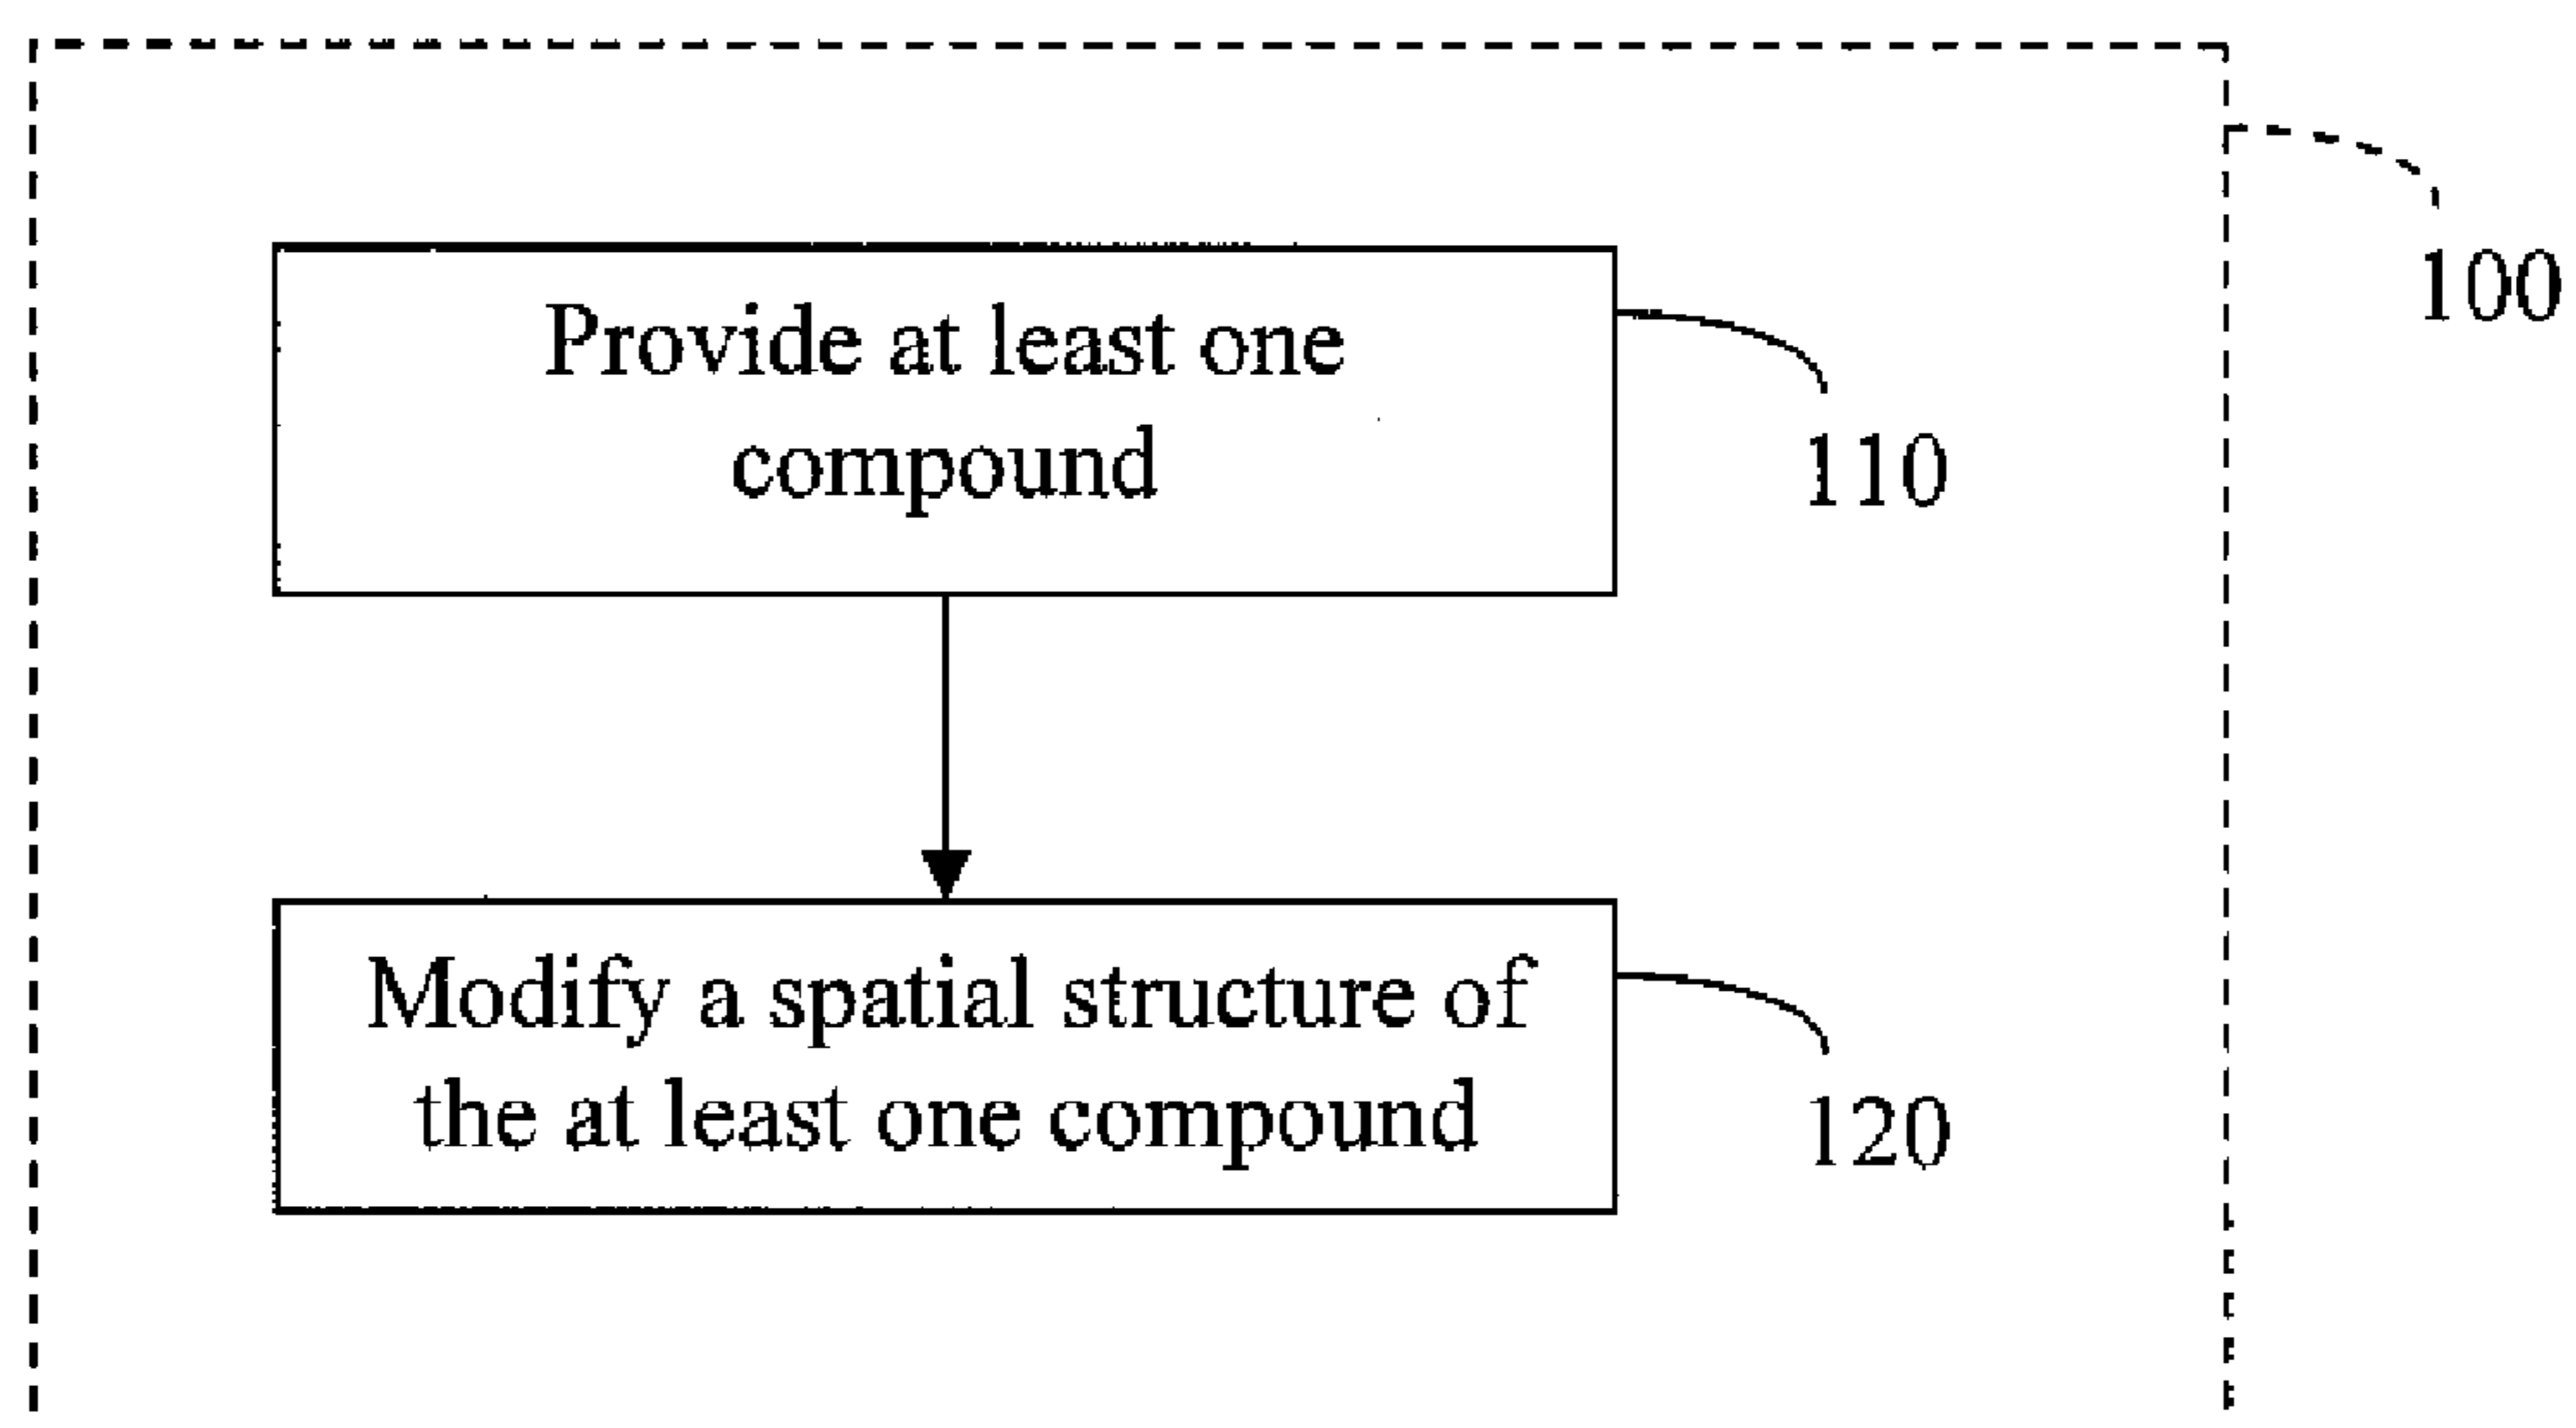 100
Provide at least one
compound
110
Modify a spatial structure of
the at least one compound
120